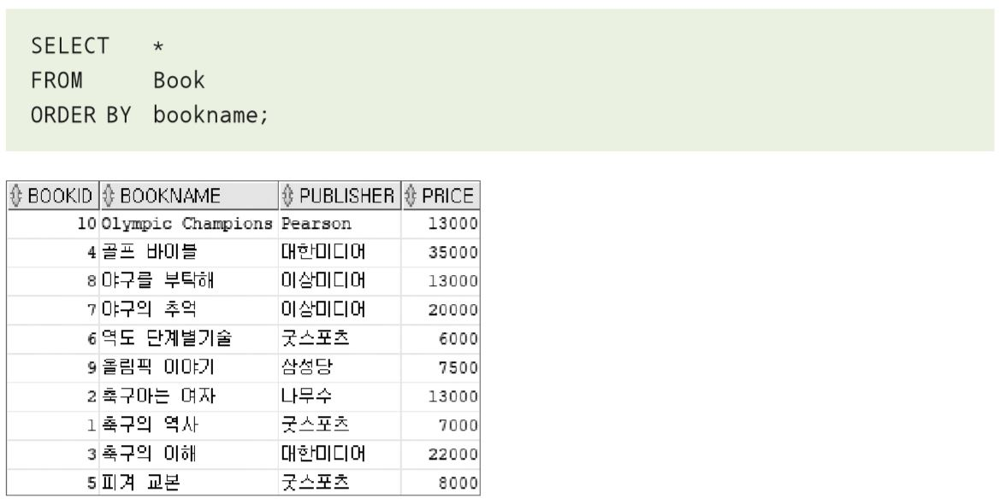 SELECT *
FROM Book
ORDER BY bookname;
BOOKID BOOKNAME PUBLISHER PRICE
10 Olympic Champions Pearson 13000
4 골프 바이블 대한미디어 35000
8 야구를 부탁해 이상미디어 13000
7 야구의 추억 이상미디어 20000
6 역도 단계별기술 굿스포츠 6000
9 올림픽 이야기 삼성당 7500
2 축구아는 여자 나무수 13000
1 축구의 역사 굿스포츠 7000
3 축구의 이해 대한미디어 22000
5 피겨 교본 굿스포츠 8000